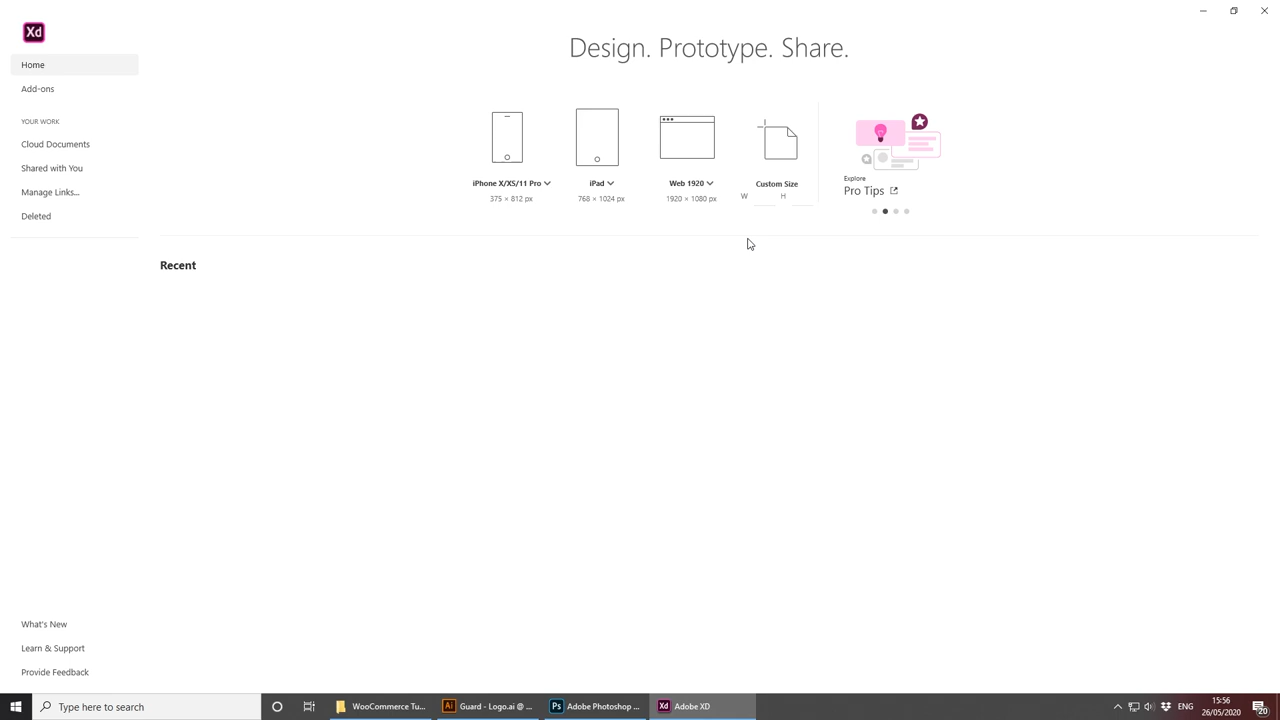 Xd
Design. Prototype. Share.
Home
Add-ons
YOUR WORK
Cloud Documents
Shared with You
Manage Links...
Deleted
iPhone X/XS/11 Pro
375 × 812 px
iPad
768 × 1024 px
Web 1920
1920 × 1080 px
Custom Size
W H
Explore
Pro Tips
Recent
What's New
Learn & Support
Provide Feedback
Type here to search
WooCommerce Tu...
Ai Guard - Logo.ai @ ...
Ps Adobe Photoshop ...
Xd Adobe XD
ENG
15:56
26/05/2020
20